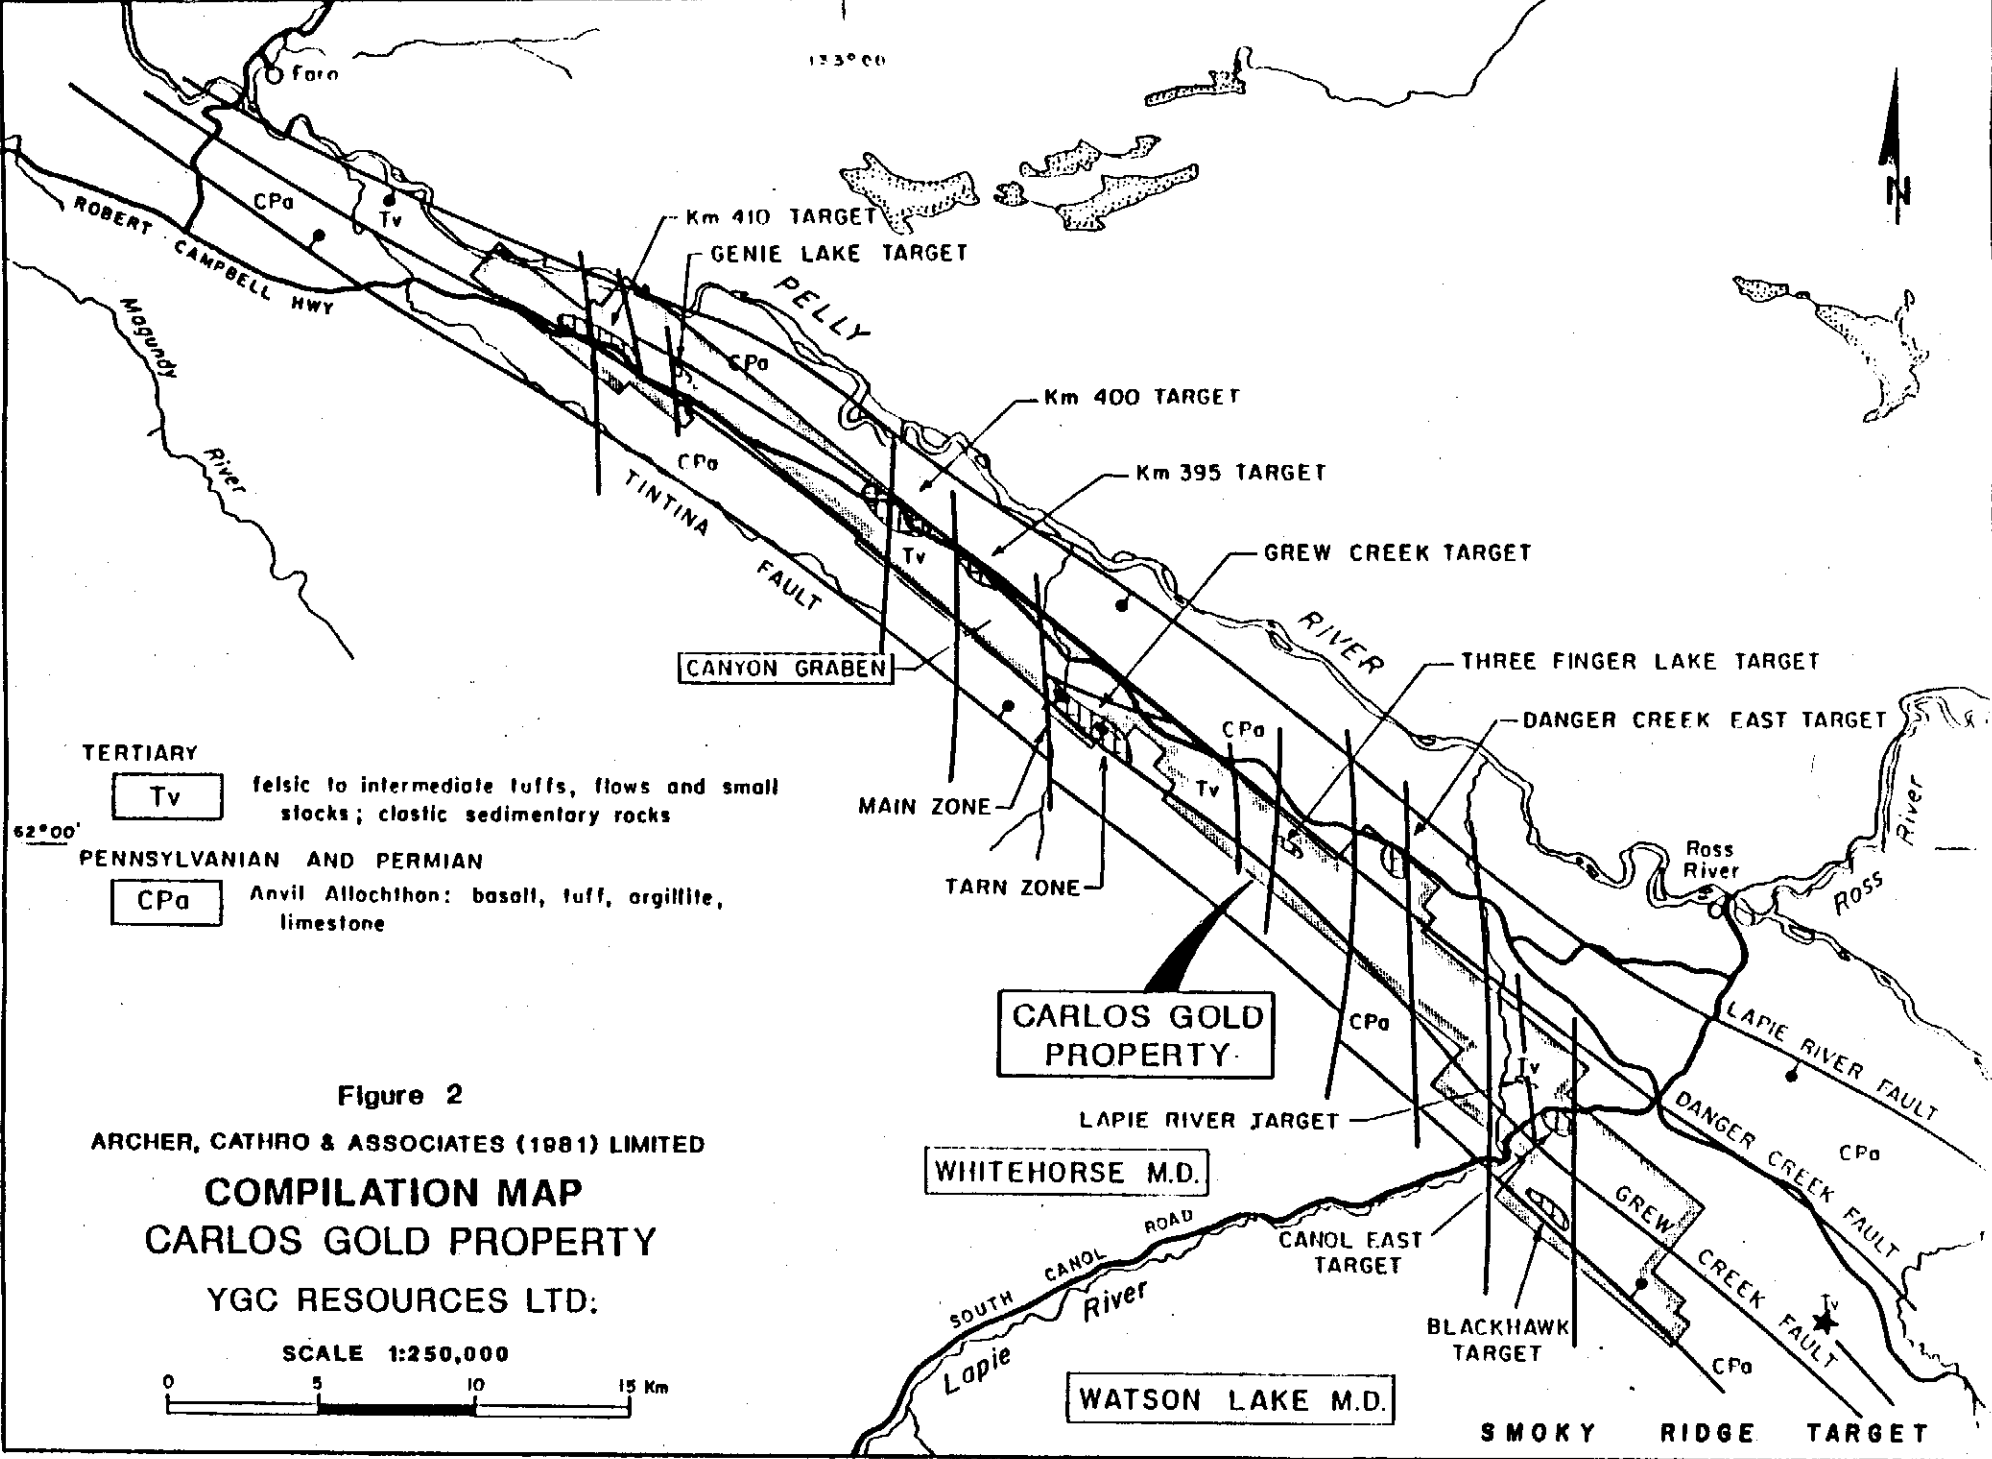 133°00
Faro
N
CPa
Tv
Km 410 TARGET
GENIE LAKE TARGET
ROBERT CAMPBELL HWY
PELLY
Magundy
River
CPa
Km 400 TARGET
CPa
Km 395 TARGET
TINTINA
FAULT
Tv
GREW CREEK TARGET
RIVER
CANYON GRABEN
THREE FINGER LAKE TARGET
DANGER CREEK EAST TARGET
CPa
Tv
MAIN ZONE
TARN ZONE
Ross
River
Ross
River
TERTIARY
Tv
felsic to intermediate tuffs, flows and small
stocks; clastic sedimentary rocks
62°00'
PENNSYLVANIAN AND PERMIAN
CPa
Anvil Allochthon: basalt, tuff, argillite,
limestone
CARLOS GOLD
PROPERTY
CPa
LAPIE RIVER FAULT
Tv
DANGER CREEK FAULT
CPa
LAPIE RIVER TARGET
WHITEHORSE M.D.
GREW CREEK FAULT
SOUTH CANOL ROAD
Lapie
River
CANOL EAST
TARGET
BLACKHAWK
TARGET
Tv
CPa
WATSON LAKE M.D.
SMOKY RIDGE TARGET
Figure 2
ARCHER, CATHRO & ASSOCIATES (1981) LIMITED
COMPILATION MAP
CARLOS GOLD PROPERTY
YGC RESOURCES LTD:
SCALE 1:250,000
0 5 10 15 Km